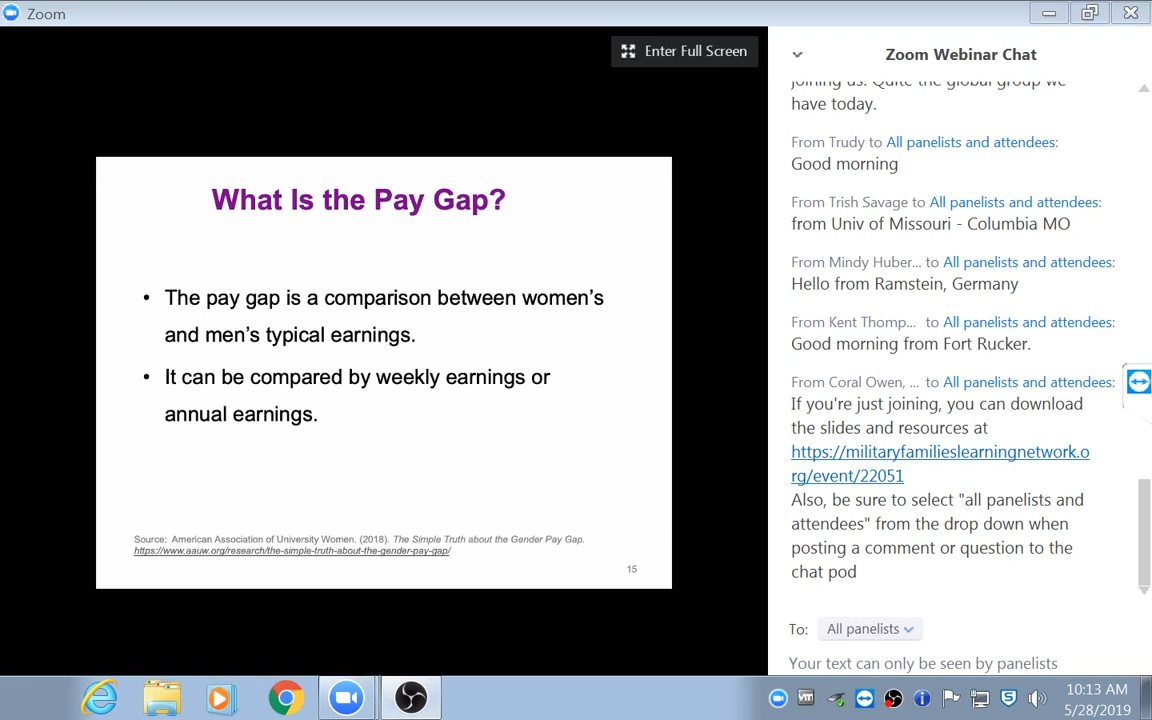 Zoom
Enter Full Screen
What Is the Pay Gap?
• The pay gap is a comparison between women’s
and men’s typical earnings.
• It can be compared by weekly earnings or
annual earnings.
Source: American Association of University Women. (2018). The Simple Truth about the Gender Pay Gap.
https://www.aauw.org/research/the-simple-truth-about-the-gender-pay-gap/
15
Zoom Webinar Chat
joining us. Quite the global group we
have today.
From Trudy to All panelists and attendees:
Good morning
From Trish Savage to All panelists and attendees:
from Univ of Missouri - Columbia MO
From Mindy Huber... to All panelists and attendees:
Hello from Ramstein, Germany
From Kent Thomp... to All panelists and attendees:
Good morning from Fort Rucker.
From Coral Owen, ... to All panelists and attendees:
If you're just joining, you can download
the slides and resources at
https://militaryfamilieslearningnetwork.o
rg/event/22051
Also, be sure to select "all panelists and
attendees" from the drop down when
posting a comment or question to the
chat pod
To: All panelists
Your text can only be seen by panelists
10:13 AM
5/28/2019